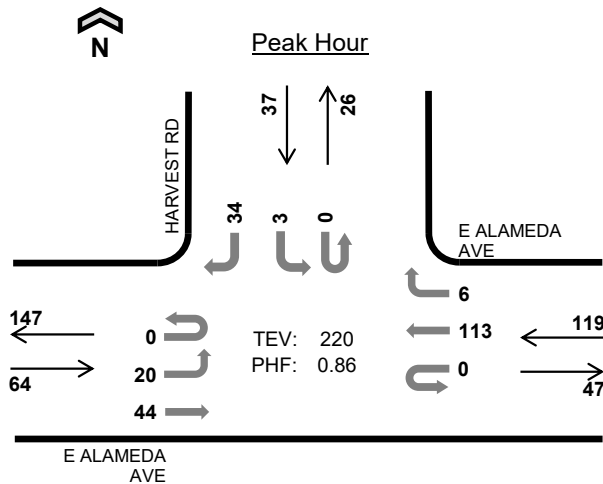 N
Peak Hour
37
26
HARVEST RD
34
3
0
E ALAMEDA
AVE
6
147
0
TEV: 220
113
119
64
20
PHF: 0.86
0
47
44
E ALAMEDA
AVE